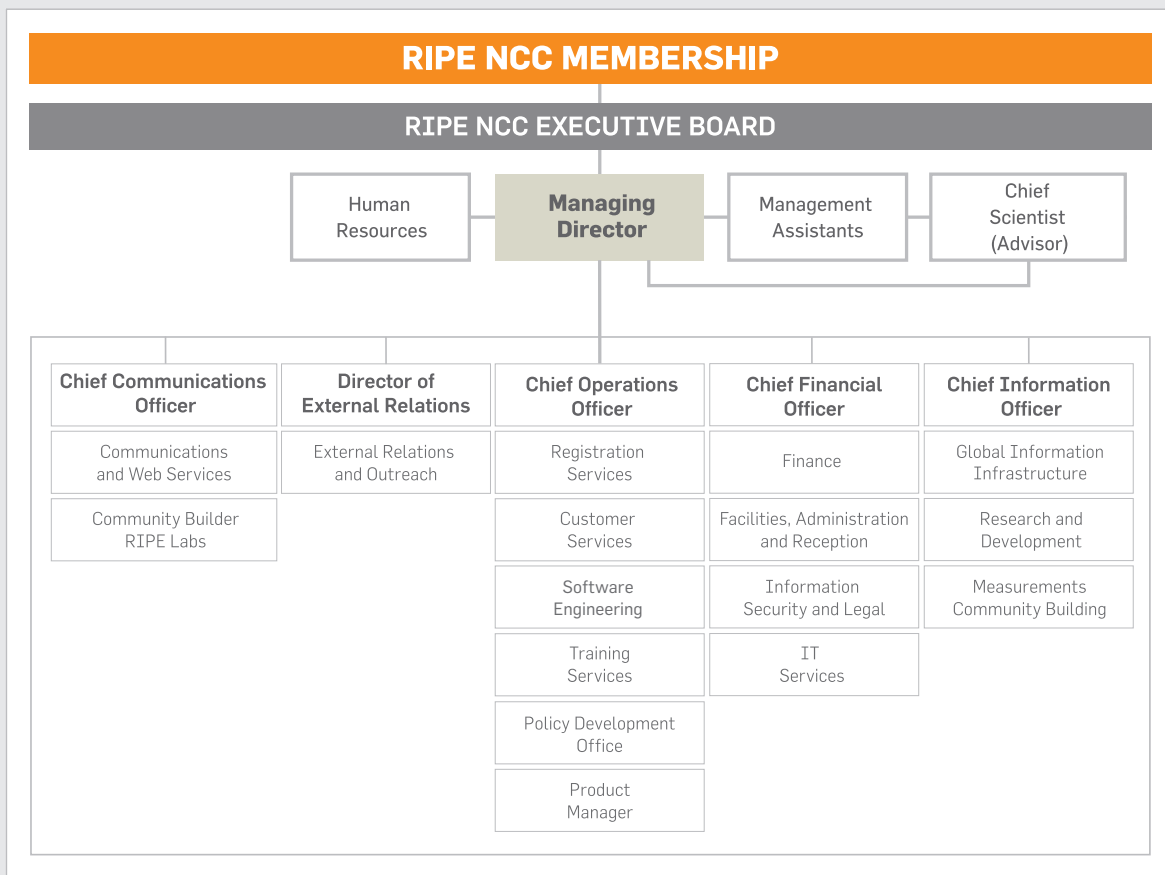 RIPE NCC MEMBERSHIP
RIPE NCC EXECUTIVE BOARD
Human
Resources
Managing
Director
Management
Assistants
Chief
Scientist
(Advisor)
Chief Communications
Officer
Communications
and Web Services
Community Builder
RIPE Labs
Director of
External Relations
External Relations
and Outreach
Chief Operations
Officer
Registration
Services
Customer
Services
Software
Engineering
Training
Services
Policy Development
Office
Product
Manager
Chief Financial
Officer
Finance
Facilities, Administration
and Reception
Information
Security and Legal
IT
Services
Chief Information
Officer
Global Information
Infrastructure
Research and
Development
Measurements
Community Building